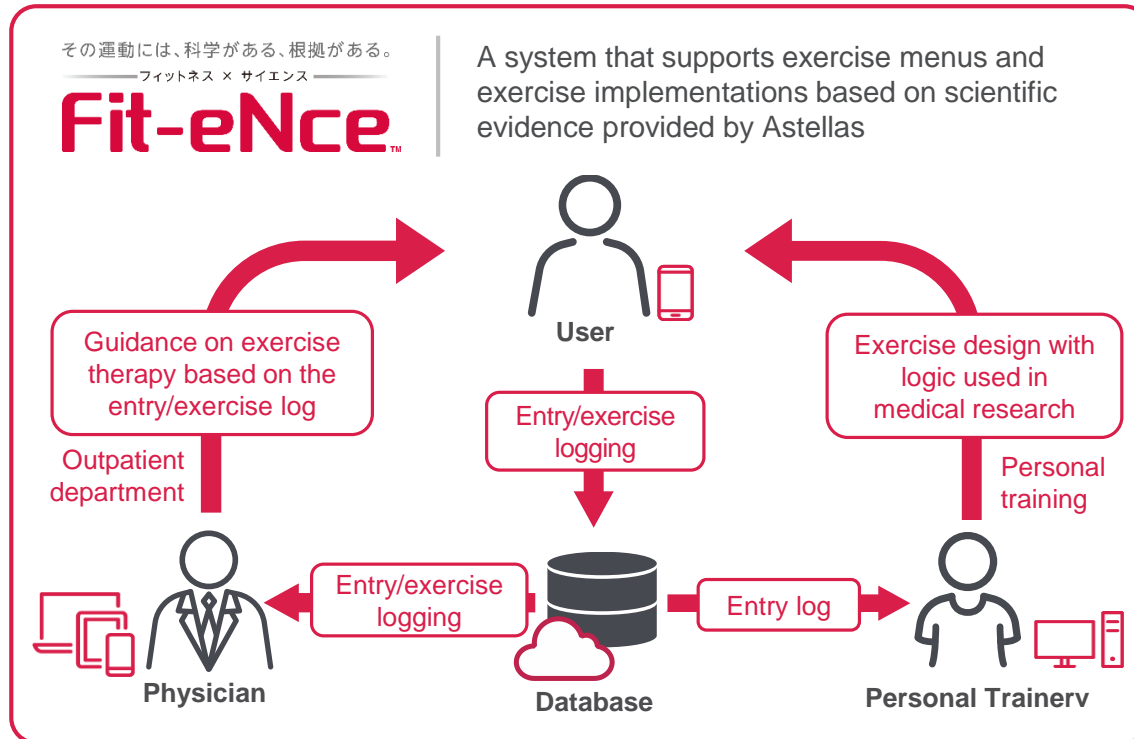 その運動には、科学がある、根拠がある。
フィットネス × サイエンス
Fit-eNce™
A system that supports exercise menus and
exercise implementations based on scientific
evidence provided by Astellas
User
Guidance on exercise
therapy based on the
entry/exercise log
Exercise design with
logic used in
medical research
Entry/exercise
logging
Outpatient
department
Personal
training
Entry/exercise
logging
Entry log
Physician
Database
Personal Trainerv